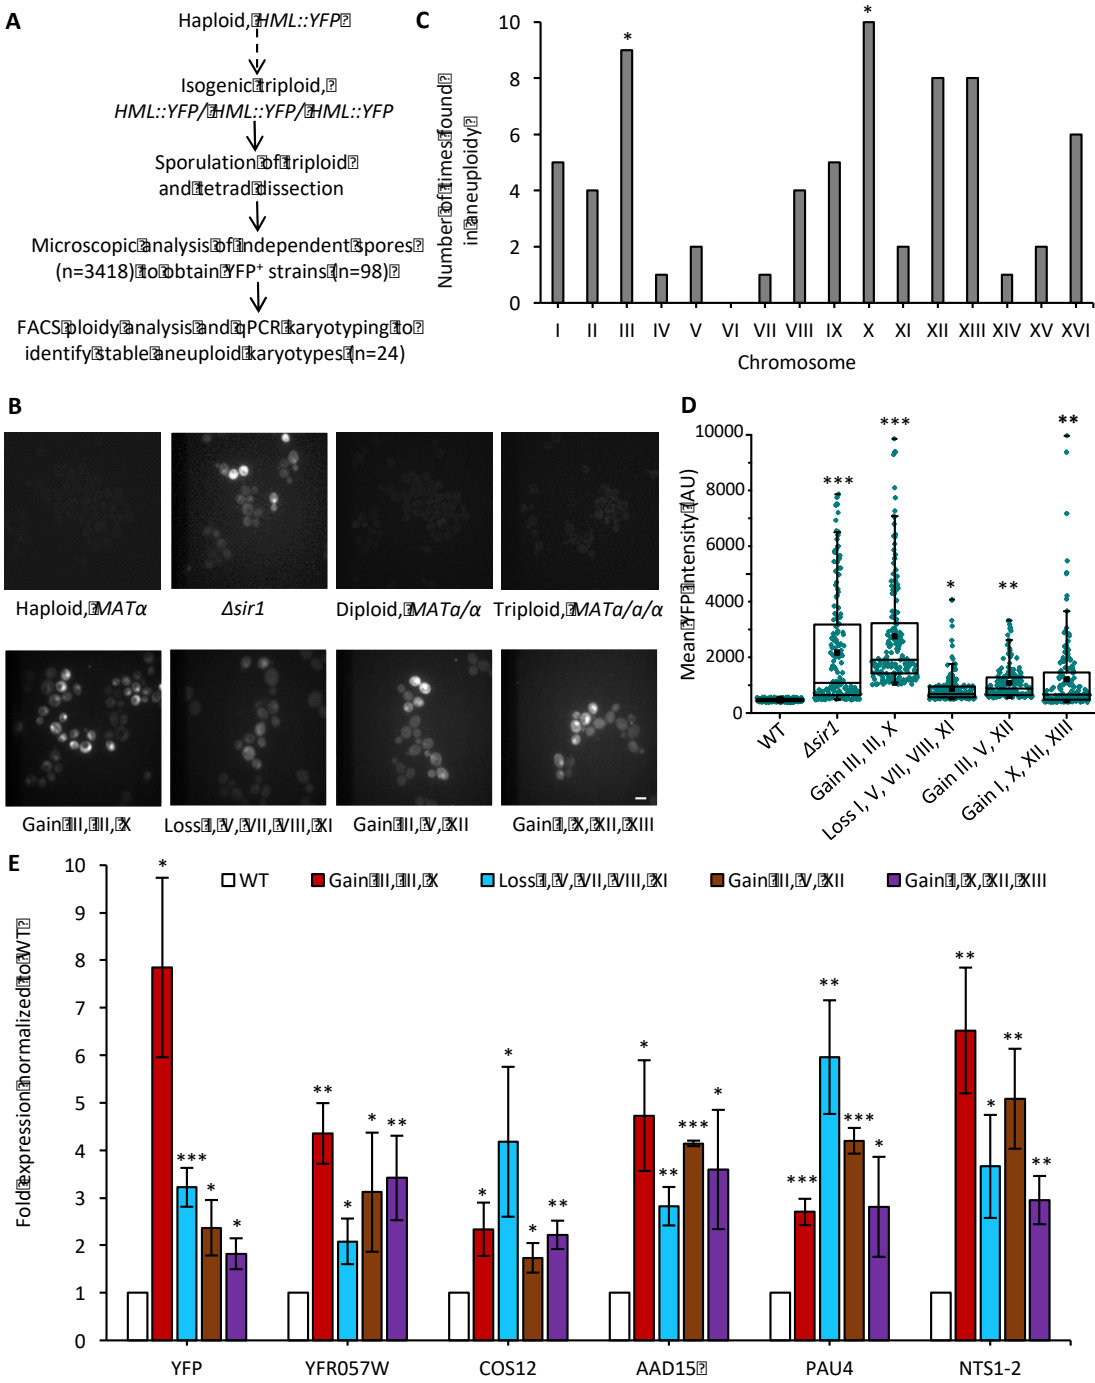 A
Haploid, HML::YFP
Isogenic triploid,
HML::YFP/ HML::YFP/ HML::YFP
Sporulation of triploid
and tetrad dissection
Microscopic analysis of independent spores
(n=3418) to obtain YFP⁺ strains (n=98)
FACS ploidy analysis and qPCR karyotyping to
identify stable aneuploid karyotypes (n=24)
C
Number of times found
in aneuploidy
10
8
6
4
2
0
* *
I II III IV V VI VII VIII IX X XI XII XIII XIV XV XVI
Chromosome
B
Haploid, MATα
Δsir1
Diploid, MATa/α
Triploid, MATa/a/α
Gain II, III, X
Loss I, V, VII, VIII, XI
Gain III, V, XII
Gain I, X, XII, XIII
D
Mean YFP intensity (AU)
10000
8000
6000
4000
2000
0
*** *** * ** **
WT
Δsir1
Gain III, III, X
Loss I, V, VII, VIII, XI
Gain III, V, XII
Gain I, X, XII, XIII
E
Fold expression normalized to WT
10
9
8
7
6
5
4
3
2
1
0
WT Gain II, III, X Loss I, V, VII, VIII, XI Gain III, V, XII Gain I, X, XII, XIII
* *** * *
** * * **
* * * **
* ** *** *
*** ** *** *
** * ** **
YFP YFR057W COS12 AAD15 PAU4 NTS1-2